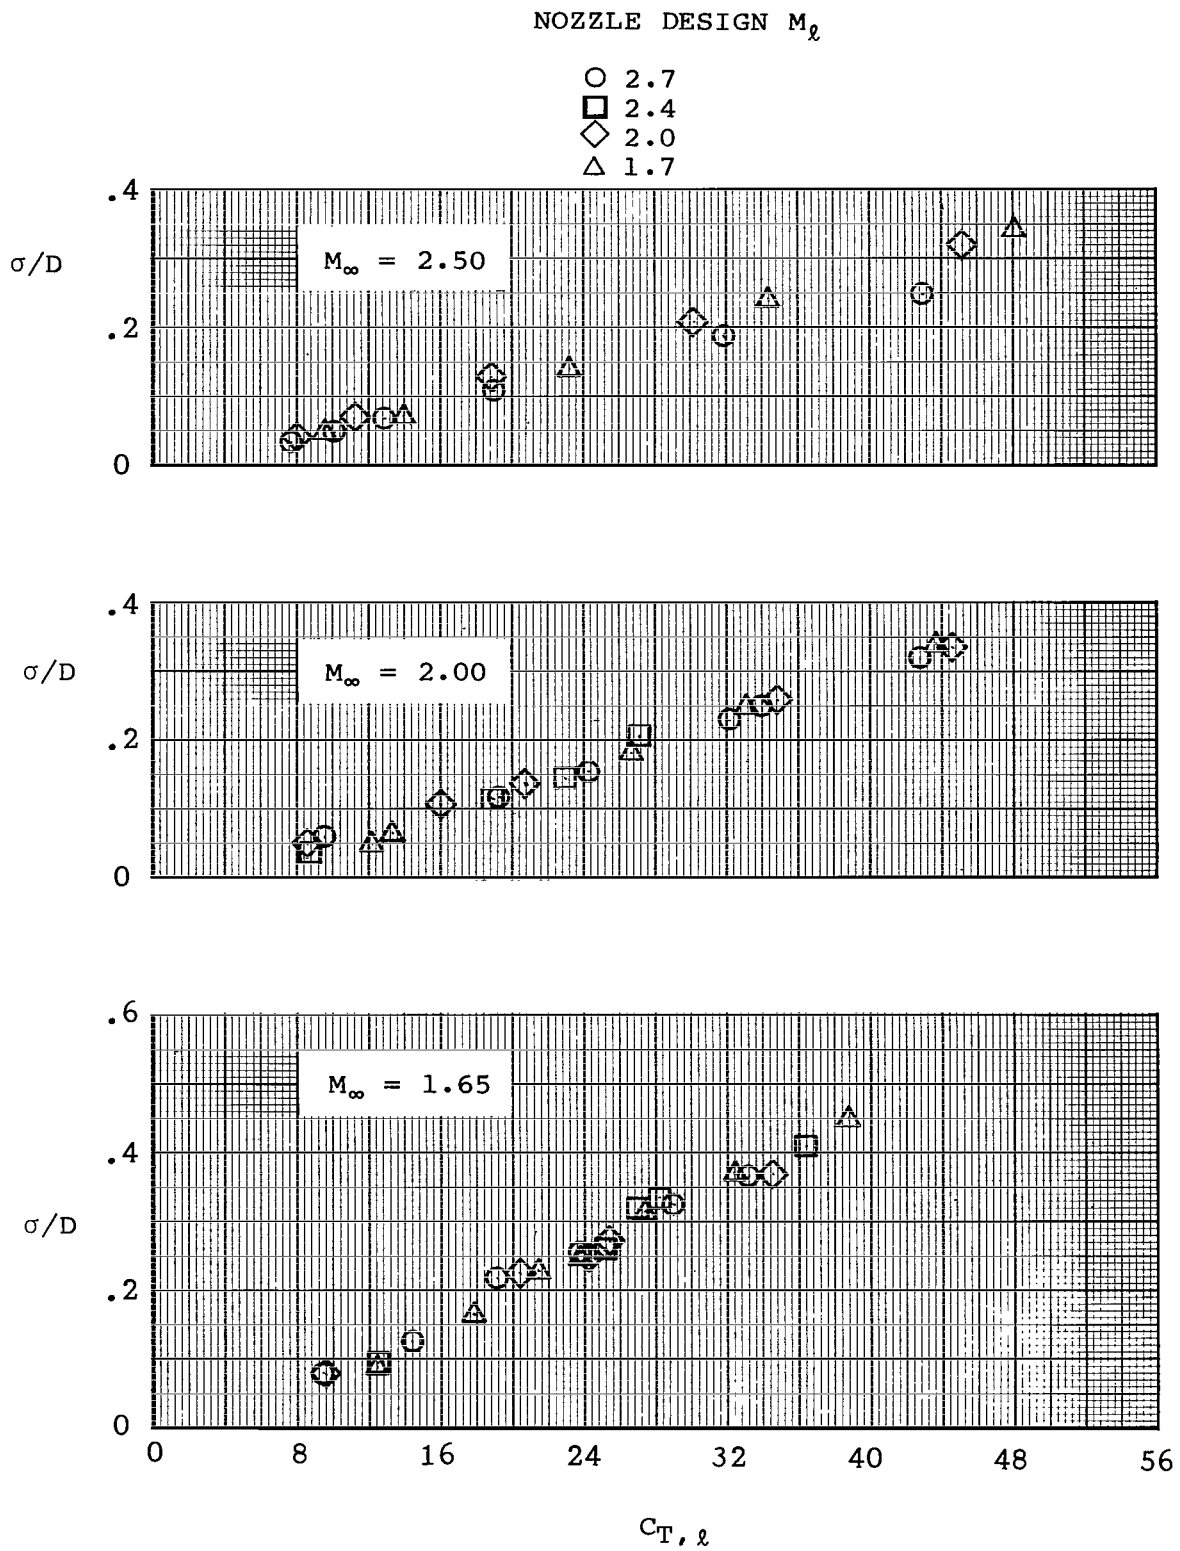 NOZZLE DESIGN Mℓ
2.7
2.4
2.0
1.7
.4
σ/D
M∞ = 2.50
.2
0
.4
σ/D
M∞ = 2.00
.2
0
.6
M∞ = 1.65
.4
σ/D
.2
0
0 8 16 24 32 40 48 56
CT,ℓ